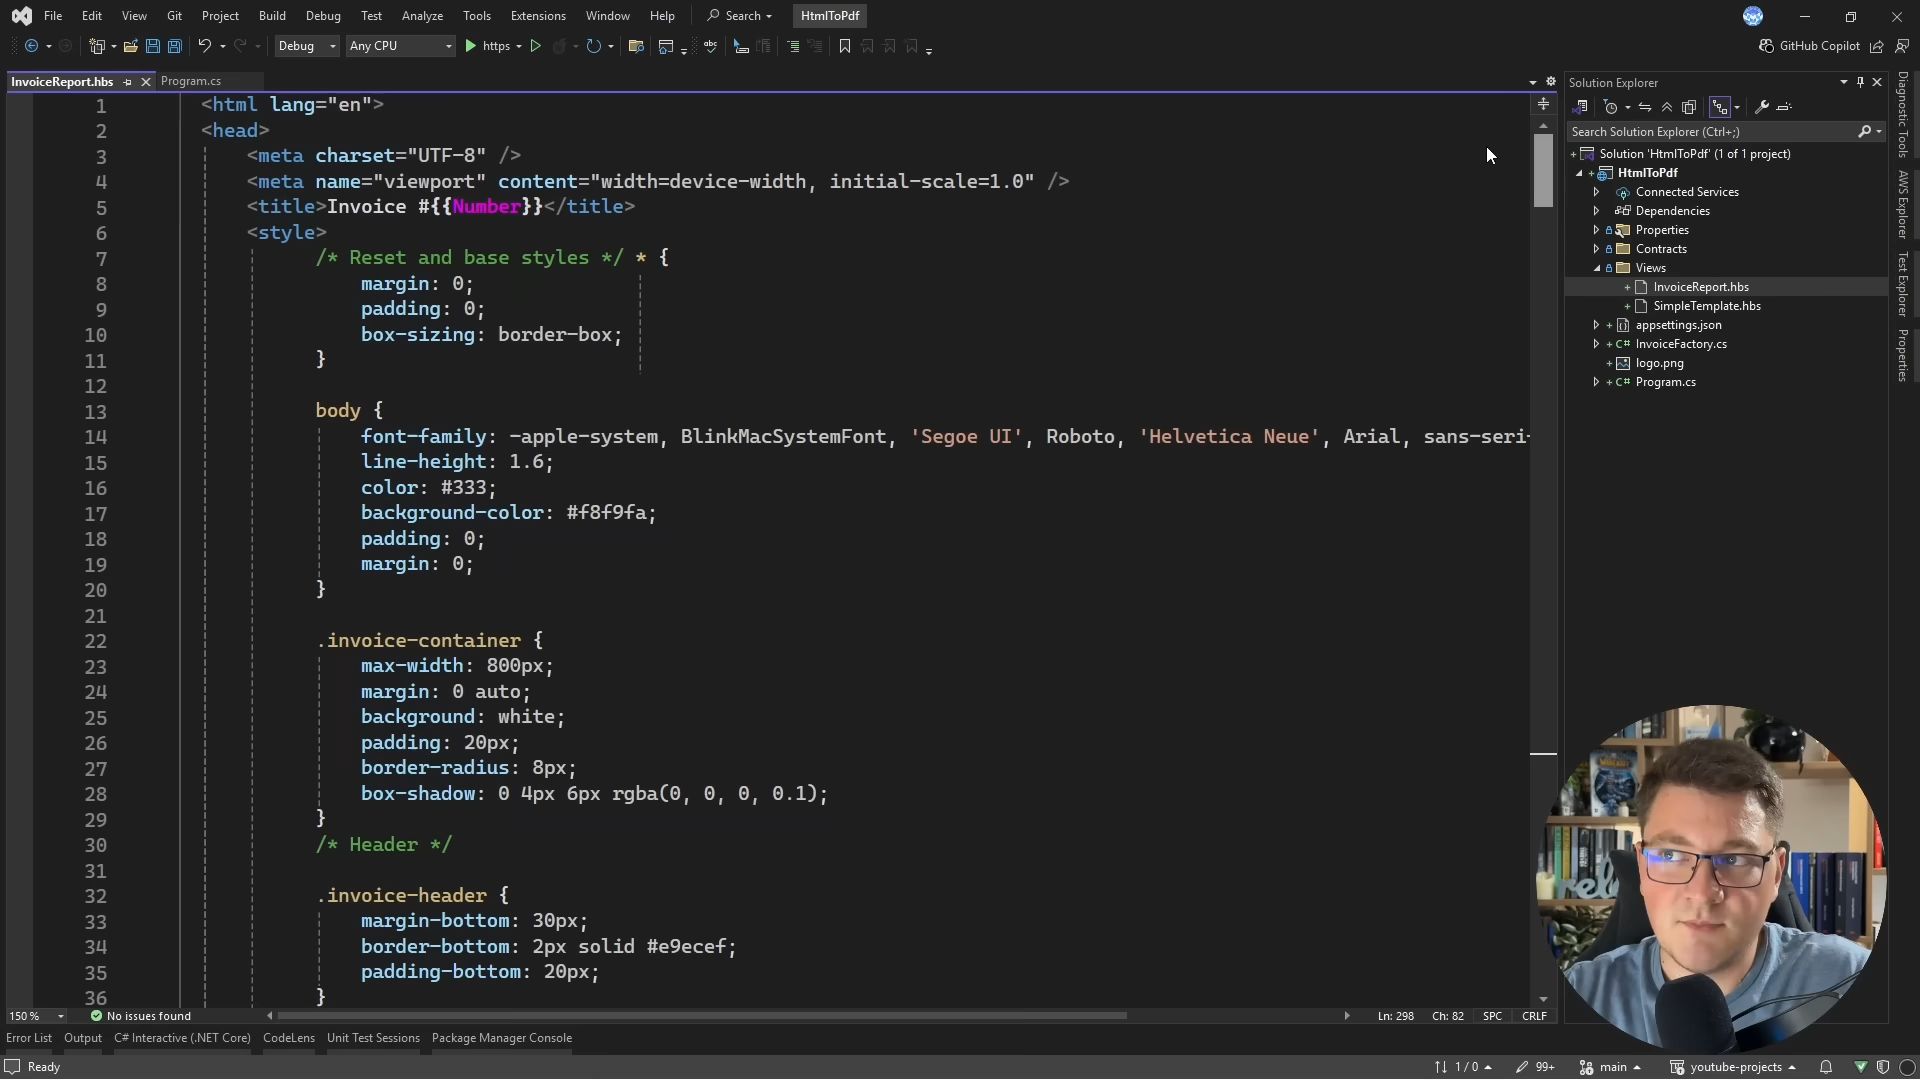 File Edit View Git Project Build Debug Test Analyze Tools Extensions Window Help Search HtmlToPdf
Debug Any CPU https GitHub Copilot
InvoiceReport.hbs Program.cs
1 <html lang="en">
2 <head>
3 <meta charset="UTF-8" />
4 <meta name="viewport" content="width=device-width, initial-scale=1.0" />
5 <title>Invoice #{{Number}}</title>
6 <style>
7 /* Reset and base styles */ * {
8 margin: 0;
9 padding: 0;
10 box-sizing: border-box;
11 }
12
13 body {
14 font-family: -apple-system, BlinkMacSystemFont, 'Segoe UI', Roboto, 'Helvetica Neue', Arial, sans-seri
15 line-height: 1.6;
16 color: #333;
17 background-color: #f8f9fa;
18 padding: 0;
19 margin: 0;
20 }
21
22 .invoice-container {
23 max-width: 800px;
24 margin: 0 auto;
25 background: white;
26 padding: 20px;
27 border-radius: 8px;
28 box-shadow: 0 4px 6px rgba(0, 0, 0, 0.1);
29 }
30 /* Header */
31
32 .invoice-header {
33 margin-bottom: 30px;
34 border-bottom: 2px solid #e9ecef;
35 padding-bottom: 20px;
36 }
150 % No issues found Ln: 298 Ch: 82 SPC CRLF
Error List Output C# Interactive (.NET Core) CodeLens Unit Test Sessions Package Manager Console
Ready 1 / 0 99+ main youtube-projects
Solution Explorer
Search Solution Explorer (Ctrl+;)
Solution 'HtmlToPdf' (1 of 1 project)
HtmlToPdf
Connected Services
Dependencies
Properties
Contracts
Views
InvoiceReport.hbs
SimpleTemplate.hbs
appsettings.json
C# InvoiceFactory.cs
logo.png
C# Program.cs
Diagnostic Tools
AWS Explorer
Test Explorer
Properties